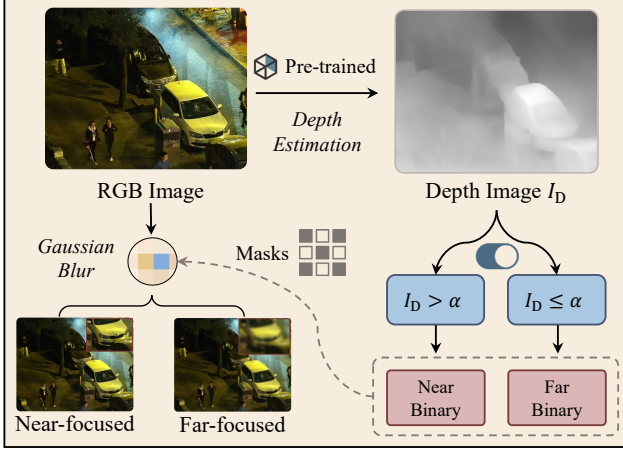 Pre-trained
Depth
Estimation
RGB Image
Depth Image I_D
Gaussian
Blur
Masks
I_D > α
I_D ≤ α
Near
Binary
Far
Binary
Near-focused
Far-focused